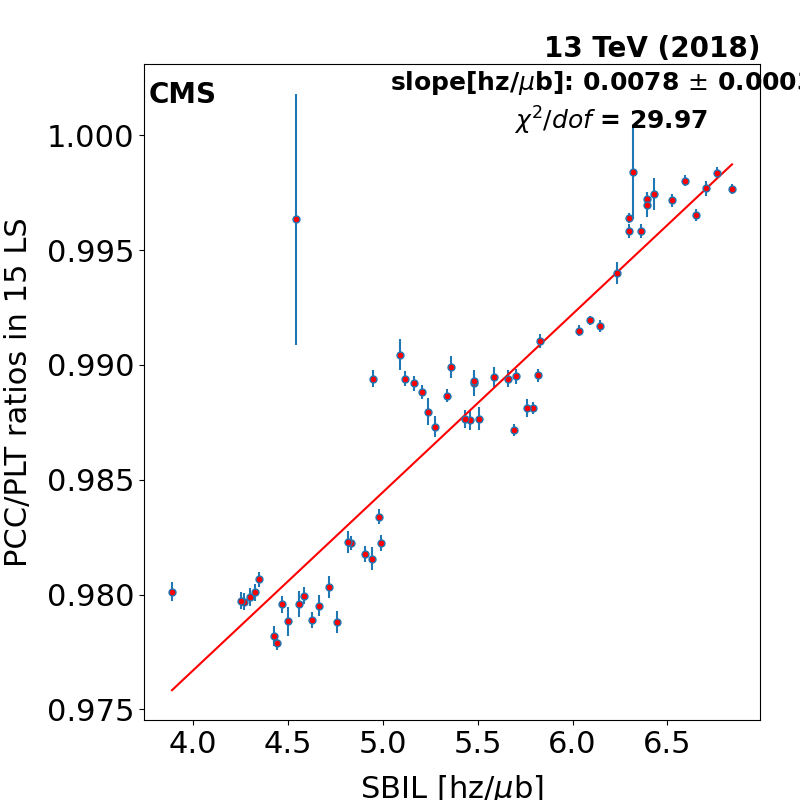 13 TeV (2018)
CMS
slope[hz/μb]: 0.0078 ± 0.0003
χ²/dof = 29.97
1.000
0.995
0.990
0.985
0.980
0.975
PCC/PLT ratios in 15 LS
4.0 4.5 5.0 5.5 6.0 6.5
SBIL [hz/μb]